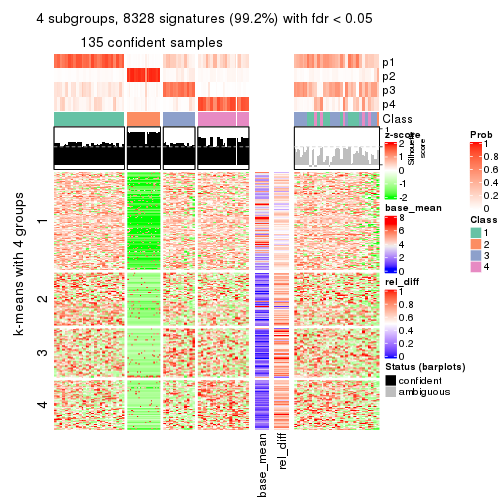 4 subgroups, 8328 signatures (99.2%) with fdr < 0.05
135 confident samples
p1
p2
p3
p4
Class
1
Silhouette
score
k-means with 4 groups
1
2
3
4
base_mean
rel_diff
z-score
2
1
0
-1
-2
base_mean
8
6
4
2
0
rel_diff
1
0.8
0.6
0.4
0.2
0
Status (barplots)
confident
ambiguous
Prob
1
0.8
0.6
0.4
0.2
0
Class
1
2
3
4